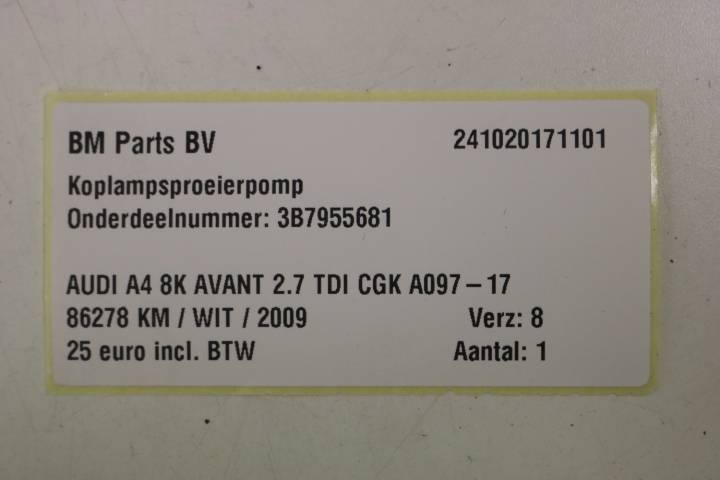 BM Parts BV 241020171101
Koplampsproeierpomp
Onderdeelnummer: 3B7955681
AUDI A4 8K AVANT 2.7 TDI CGK A097-17
86278 KM / WIT / 2009 Verz: 8
25 euro incl. BTW Aantal: 1